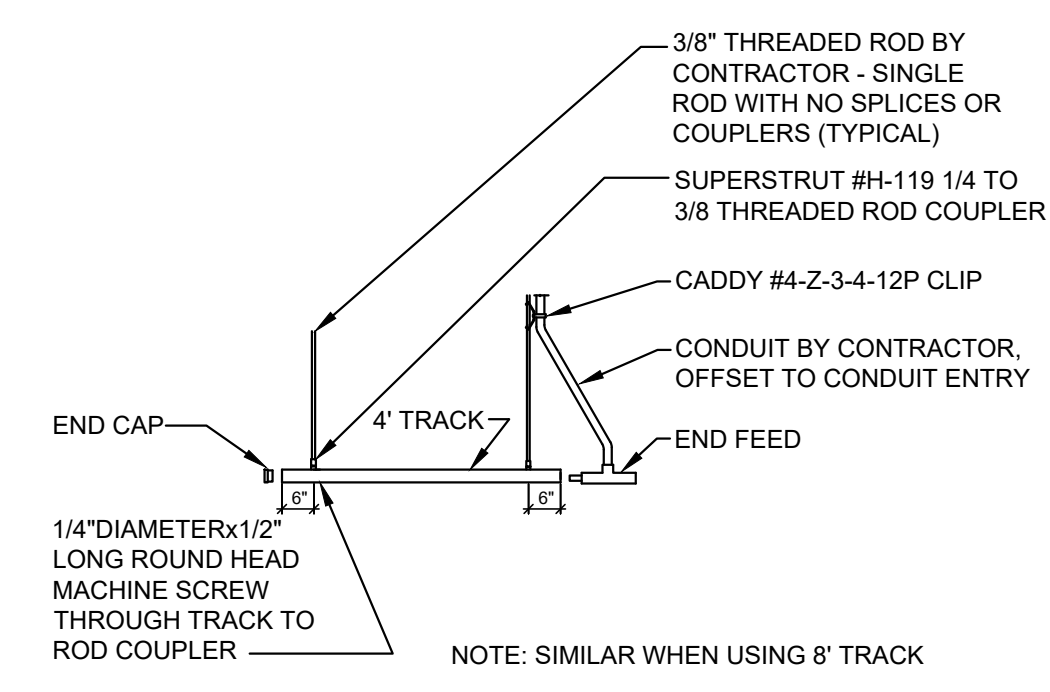 3/8" THREADED ROD BY
CONTRACTOR - SINGLE
ROD WITH NO SPLICES OR
COUPLERS (TYPICAL)
SUPERSTRUT #H-119 1/4 TO
3/8 THREADED ROD COUPLER
CADDY #4-Z-3-4-12P CLIP
CONDUIT BY CONTRACTOR,
OFFSET TO CONDUIT ENTRY
END CAP
4' TRACK
END FEED
6"
6"
1/4"DIAMETERx1/2"
LONG ROUND HEAD
MACHINE SCREW
THROUGH TRACK TO
ROD COUPLER
NOTE: SIMILAR WHEN USING 8' TRACK